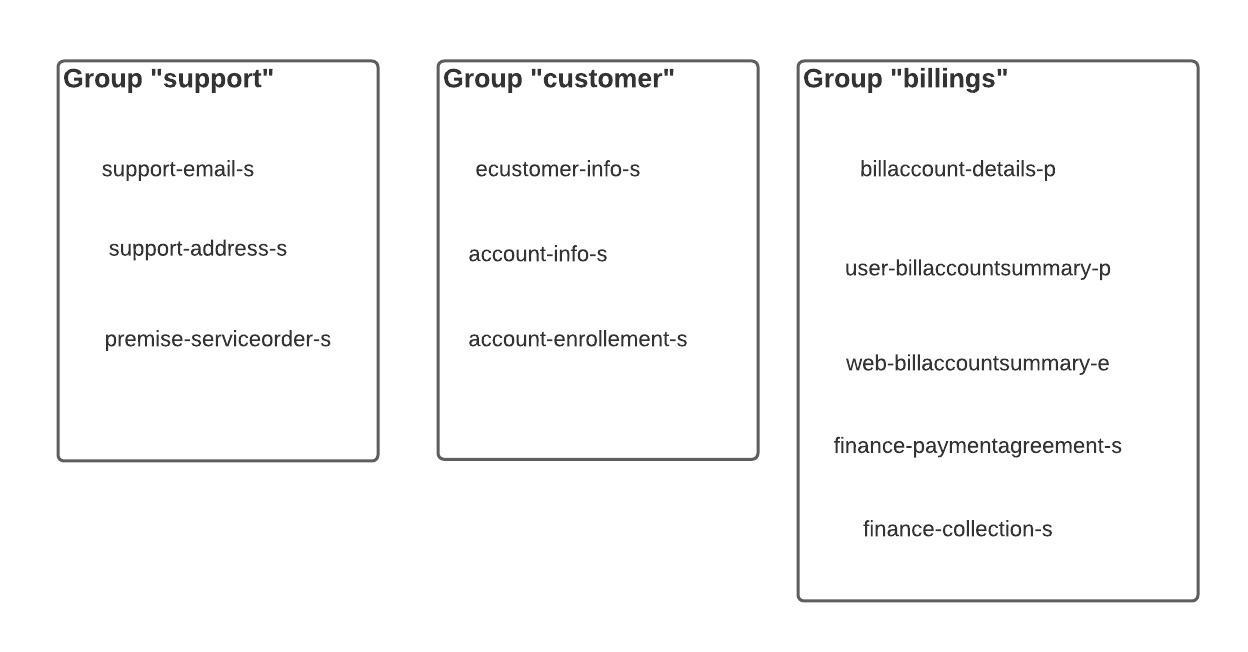 Group "support"
support-email-s
support-address-s
premise-serviceorder-s
Group "customer"
ecustomer-info-s
account-info-s
account-enrollement-s
Group "billings"
billaccount-details-p
user-billaccountsummary-p
web-billaccountsummary-e
finance-paymentagreement-s
finance-collection-s